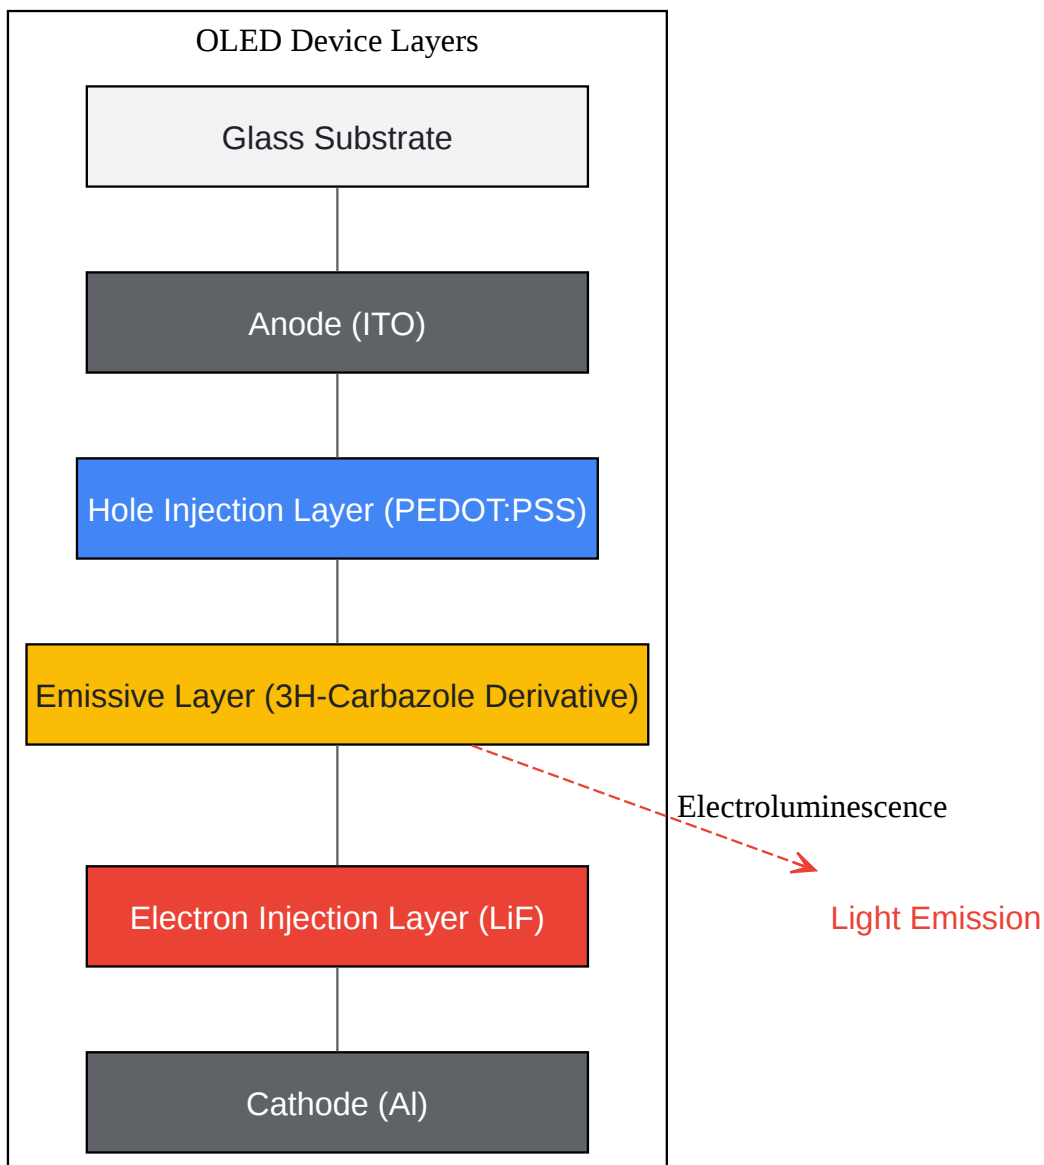 OLED Device Layers
Glass Substrate
Anode (ITO)
Hole Injection Layer (PEDOT:PSS)
Emissive Layer (3H-Carbazole Derivative)
Electroluminescence
Electron Injection Layer (LiF)
Light Emission
Cathode (Al)